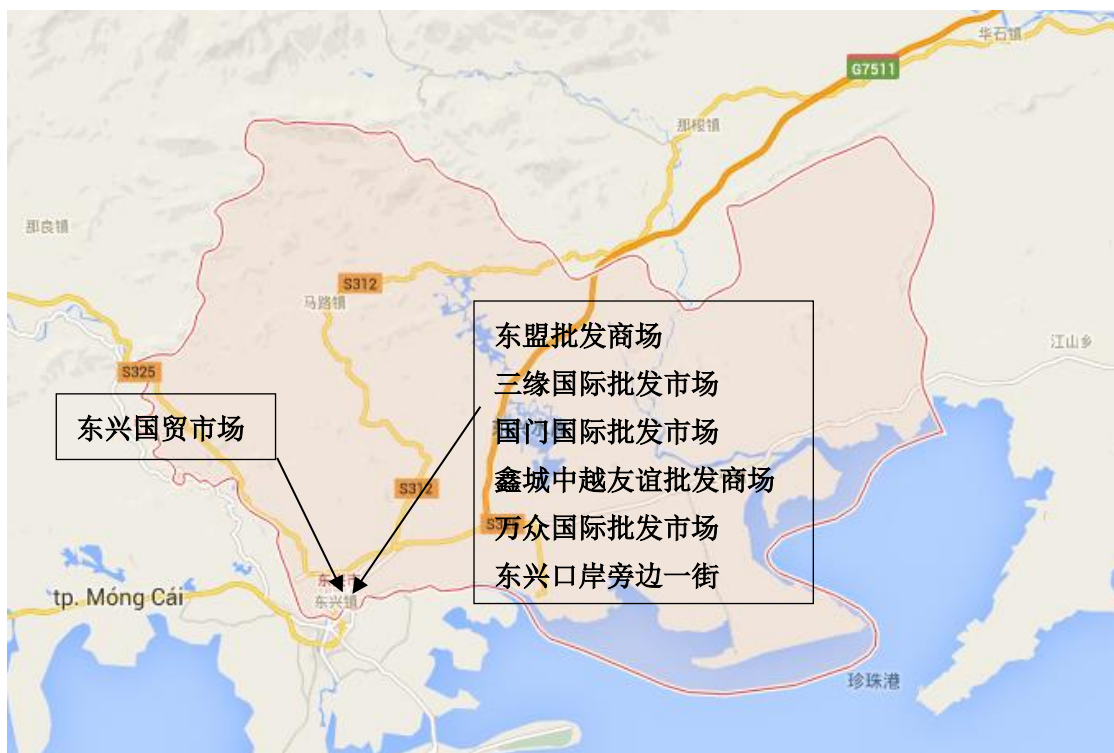 华石镇
G7511
那梭镇
那良镇
S312
马路镇
江山乡
S325
东兴国贸市场
东盟批发商场
三缘国际批发市场
国门国际批发市场
鑫城中越友谊批发商场
万众国际批发市场
东兴口岸旁边一街
S312
tp. Móng Cái
东兴镇
珍珠港